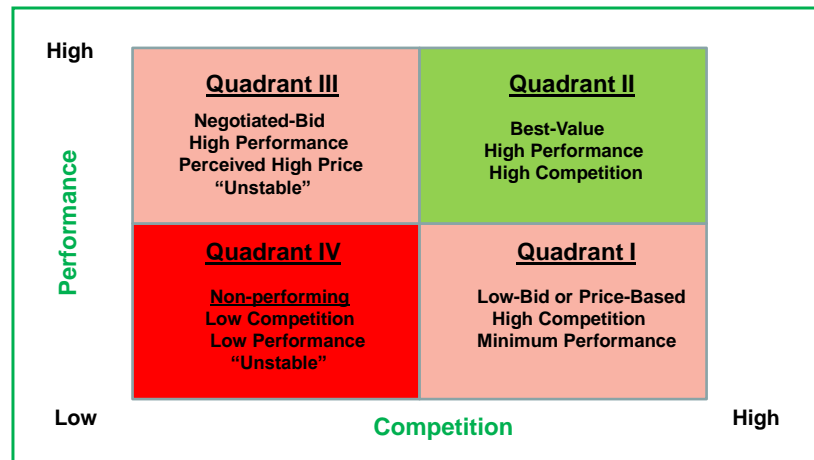 High
Quadrant III
Negotiated-Bid
High Performance
Perceived High Price
“Unstable”
Quadrant II
Best-Value
High Performance
High Competition
Performance
Quadrant IV
Non-performing
Low Competition
Low Performance
“Unstable”
Quadrant I
Low-Bid or Price-Based
High Competition
Minimum Performance
Low
Competition
High